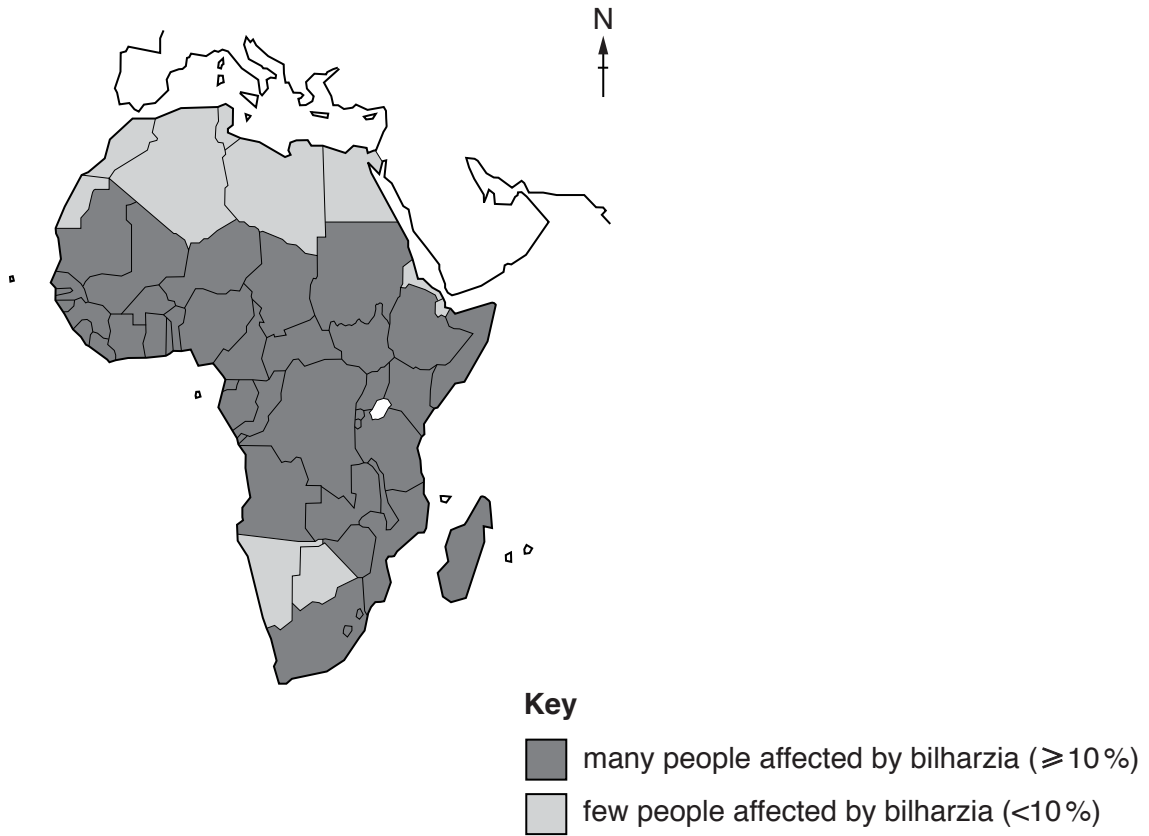 N
Key
many people affected by bilharzia (⩾10%)
few people affected by bilharzia (<10%)